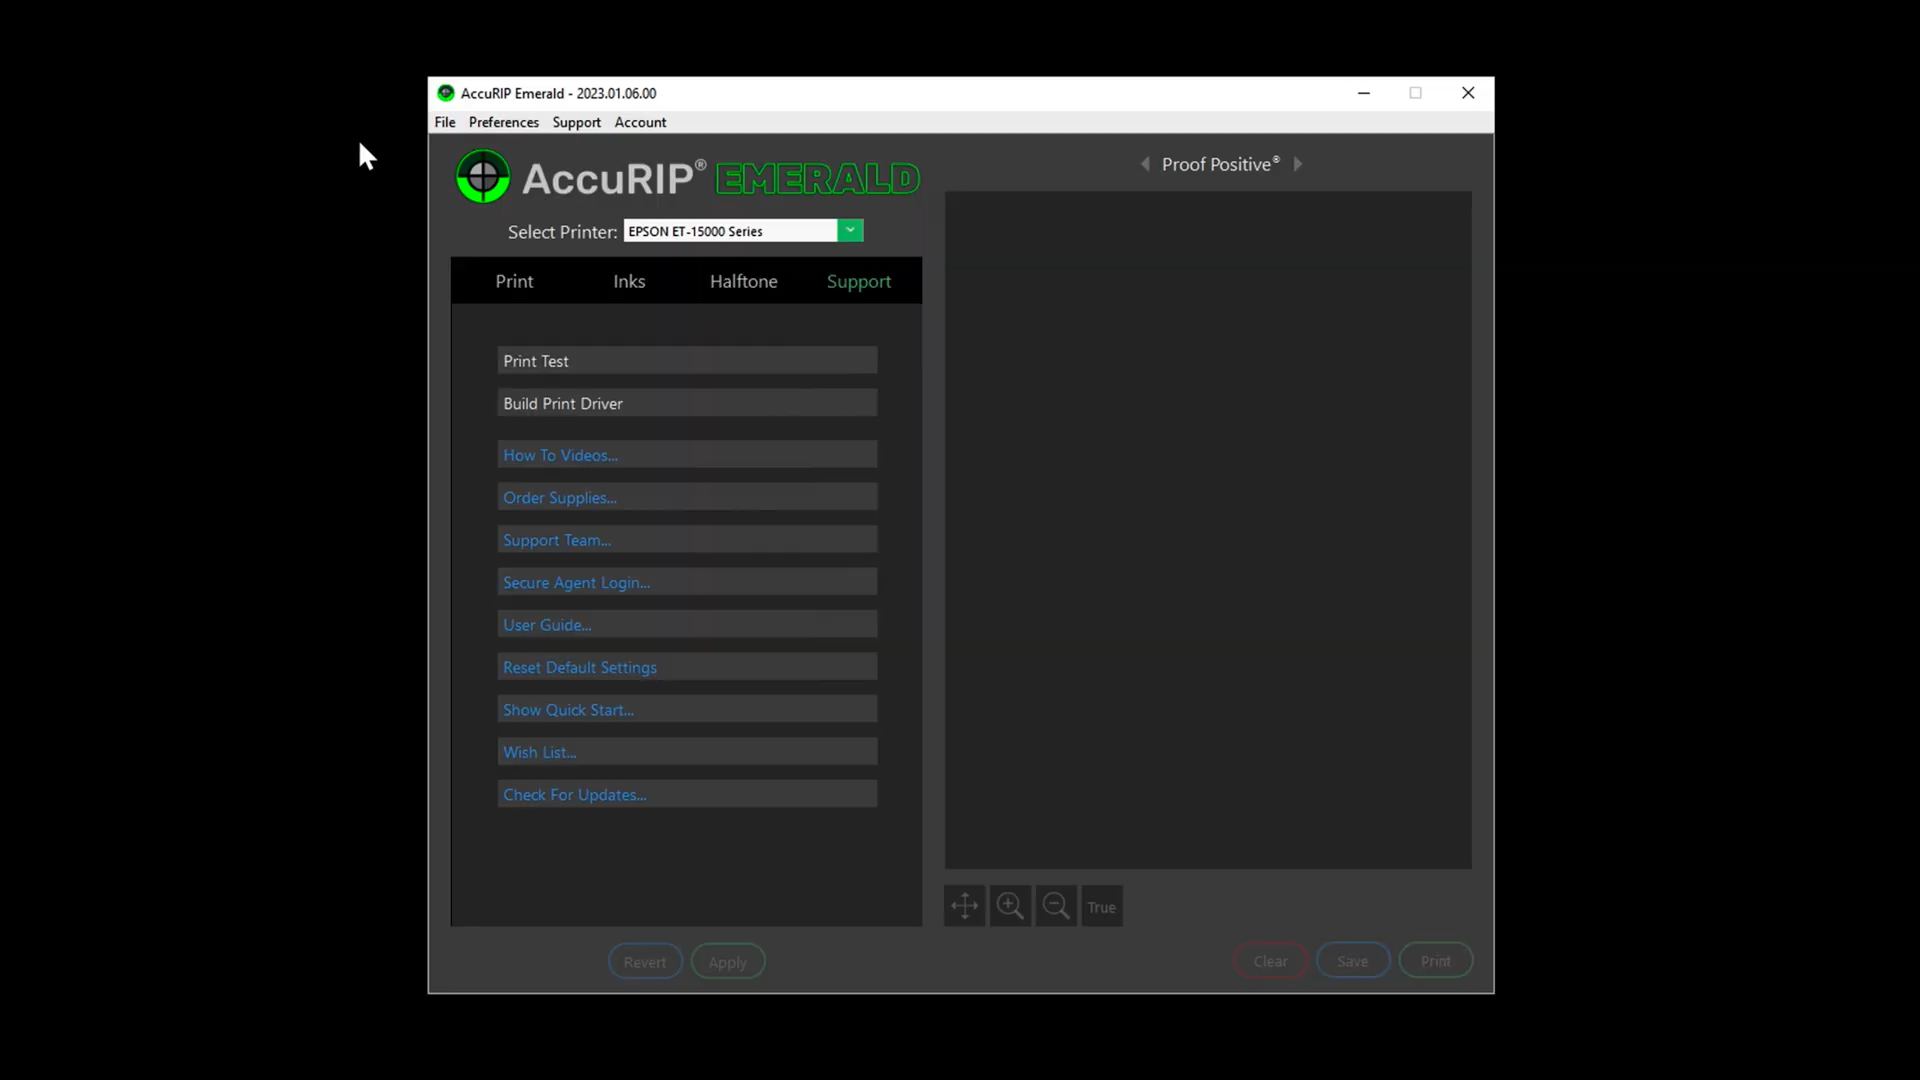 AccuRIP Emerald - 2023.01.06.00
File Preferences Support Account
AccuRIP® EMERALD
Select Printer: EPSON ET-15000 Series
Print Inks Halftone Support
Print Test
Build Print Driver
How To Videos...
Order Supplies...
Support Team...
Secure Agent Login...
User Guide...
Reset Default Settings
Show Quick Start...
Wish List...
Check For Updates...
Revert Apply
Proof Positive®
True
Clear Save Print